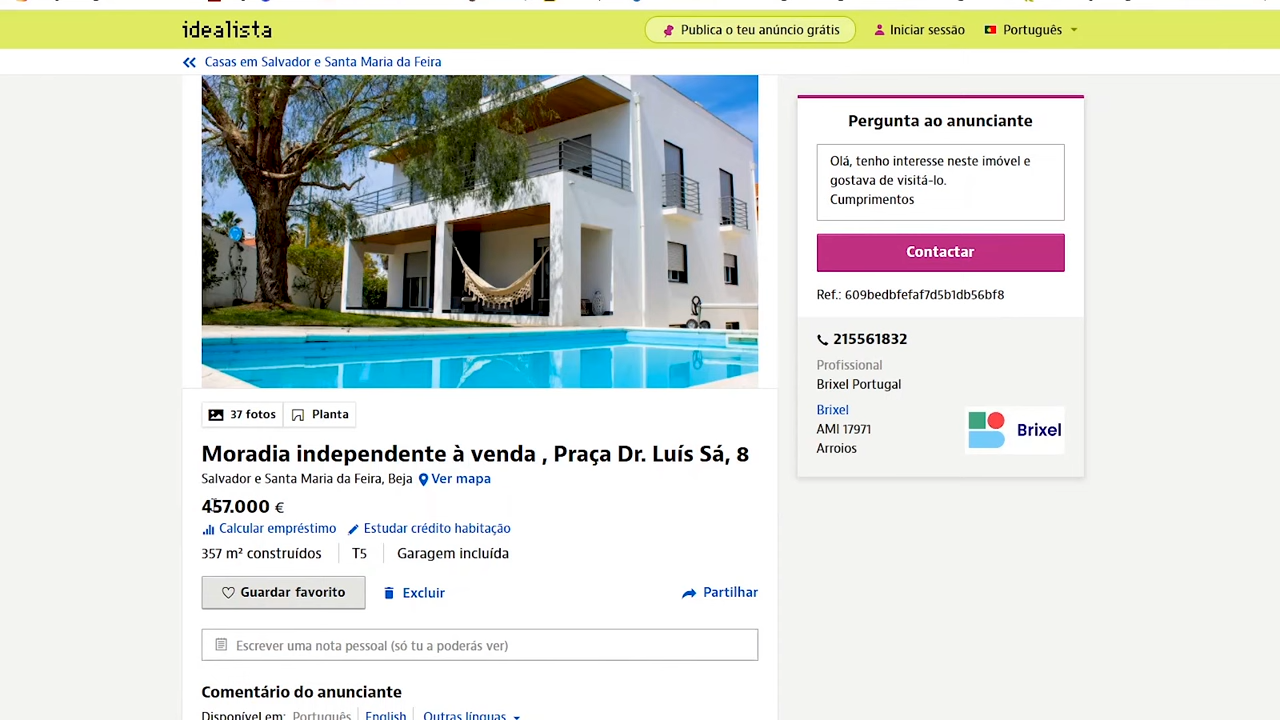 idealista
Publica o teu anúncio grátis
Iniciar sessão
Português
Casas em Salvador e Santa Maria da Feira
Pergunta ao anunciante
Olá, tenho interesse neste imóvel e
gostava de visitá-lo.
Cumprimentos
Contactar
Ref.: 609bedbfefaf7d5b1db56bf8
215561832
Profissional
Brixel Portugal
Brixel
AMI 17971
Arroios
Brixel
37 fotos
Planta
Moradia independente à venda , Praça Dr. Luís Sá, 8
Salvador e Santa Maria da Feira, Beja Ver mapa
457.000 €
Calcular empréstimo Estudar crédito habitação
357 m² construídos T5 Garagem incluída
Guardar favorito Excluir Partilhar
Escrever uma nota pessoal (só tu a poderás ver)
Comentário do anunciante
Disponível em: Português English Outras línguas